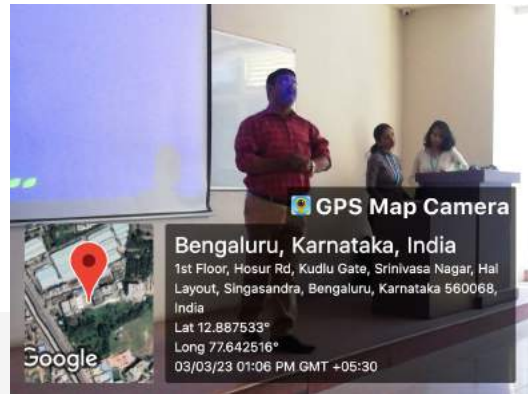 GPS Map Camera
Bengaluru, Karnataka, India
1st Floor, Hosur Rd, Kudlu Gate, Srinivasa Nagar, Hal
Layout, Singasandra, Bengaluru, Karnataka 560068,
India
Lat 12.887533°
Long 77.642516°
03/03/23 01:06 PM GMT +05:30
Google